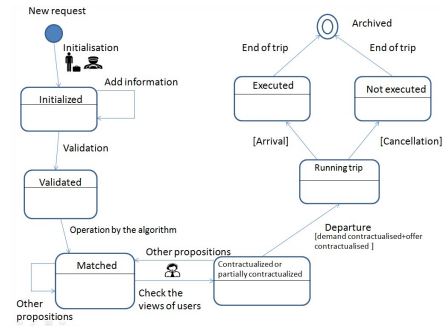 New request
Initialisation
Add information
Initialized
Validation
Validated
Operation by the algorithm
Matched
Other
propositions
Other propositions
Check the
views of users
Contractualized or
partially contractualized
Departure
[demand contractualised+offer
contractualised ]
Running trip
[Arrival]
[Cancellation]
Executed
Not executed
End of trip
End of trip
Archived